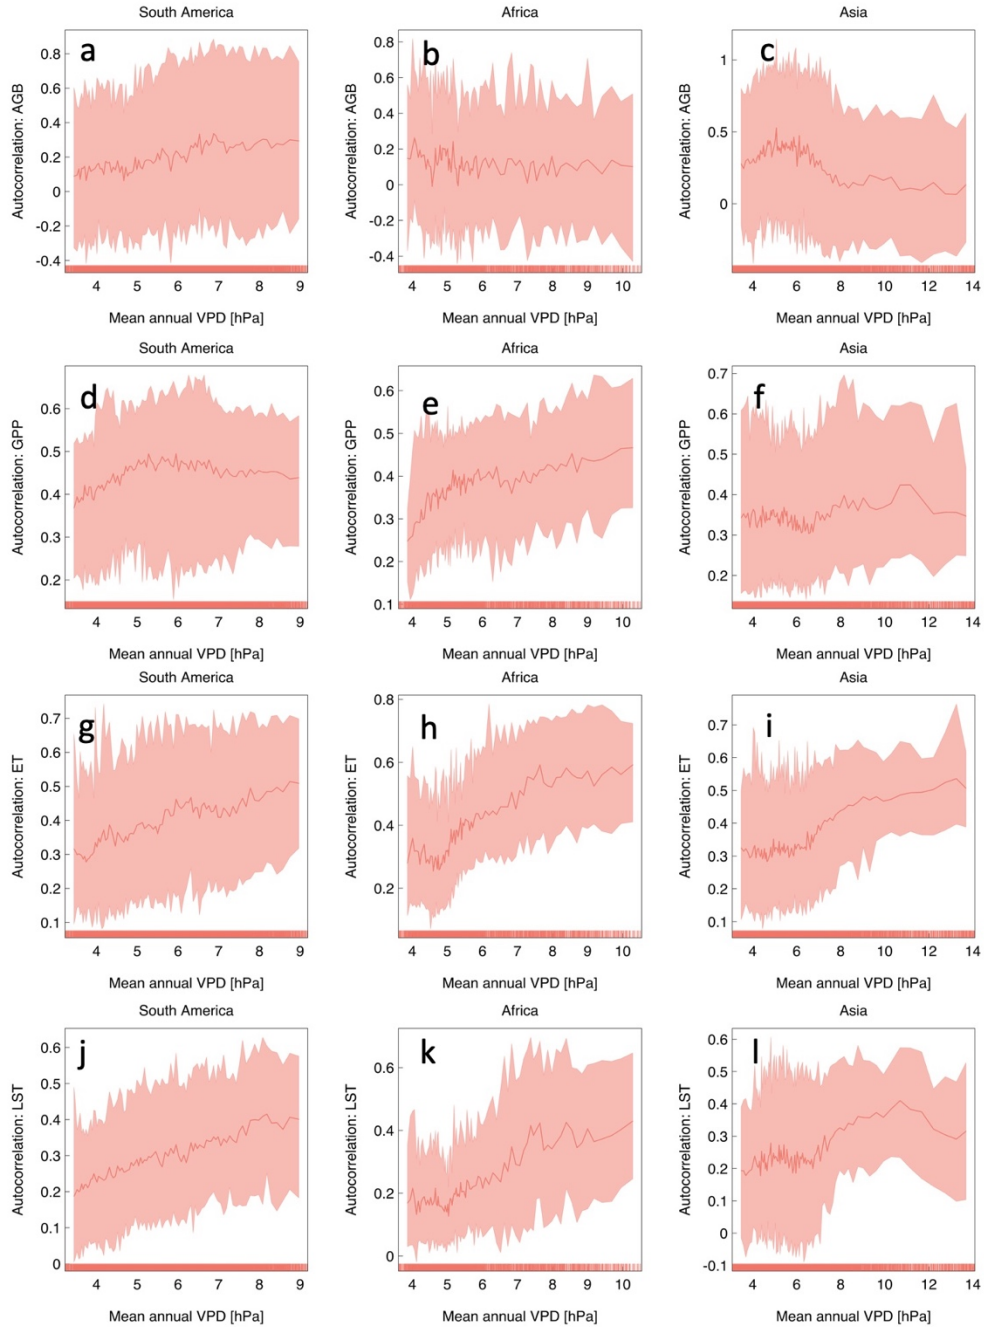 South America Africa Asia
a b c
Autocorrelation: AGB
0.8
0.6
0.4
0.2
0
-0.2
-0.4
4 5 6 7 8 9
Mean annual VPD [hPa]
Autocorrelation: AGB
0.8
0.6
0.4
0.2
0
-0.2
-0.4
4 5 6 7 8 9 10
Mean annual VPD [hPa]
Autocorrelation: AGB
1
0.5
0
4 6 8 10 12 14
Mean annual VPD [hPa]
South America Africa Asia
d e f
Autocorrelation: GPP
0.6
0.5
0.4
0.3
0.2
4 5 6 7 8 9
Mean annual VPD [hPa]
Autocorrelation: GPP
0.6
0.5
0.4
0.3
0.2
0.1
4 5 6 7 8 9 10
Mean annual VPD [hPa]
Autocorrelation: GPP
0.7
0.6
0.5
0.4
0.3
0.2
4 6 8 10 12 14
Mean annual VPD [hPa]
South America Africa Asia
g h i
Autocorrelation: ET
0.7
0.6
0.5
0.4
0.3
0.2
0.1
4 5 6 7 8 9
Mean annual VPD [hPa]
Autocorrelation: ET
0.8
0.6
0.4
0.2
4 5 6 7 8 9 10
Mean annual VPD [hPa]
Autocorrelation: ET
0.7
0.6
0.5
0.4
0.3
0.2
0.1
4 6 8 10 12 14
Mean annual VPD [hPa]
South America Africa Asia
j k l
Autocorrelation: LST
0.6
0.5
0.4
0.3
0.2
0.1
0
4 5 6 7 8 9
Mean annual VPD [hPa]
Autocorrelation: LST
0.6
0.4
0.2
0
4 5 6 7 8 9 10
Mean annual VPD [hPa]
Autocorrelation: LST
0.6
0.5
0.4
0.3
0.2
0.1
0
-0.1
4 6 8 10 12 14
Mean annual VPD [hPa]